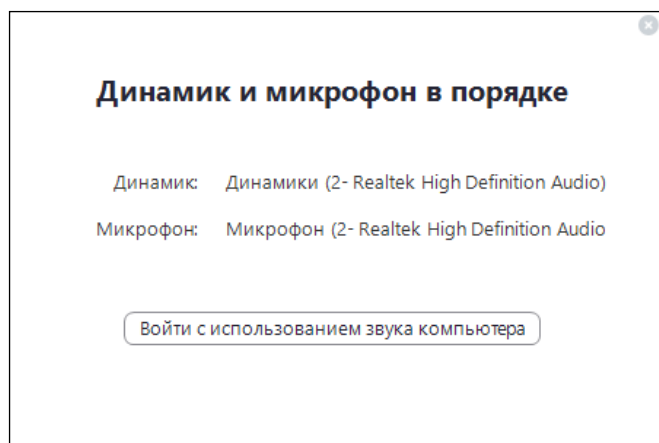 Динамик и микрофон в порядке
Динамик: Динамики (2- Realtek High Definition Audio)
Микрофон: Микрофон (2- Realtek High Definition Audio
Войти с использованием звука компьютера